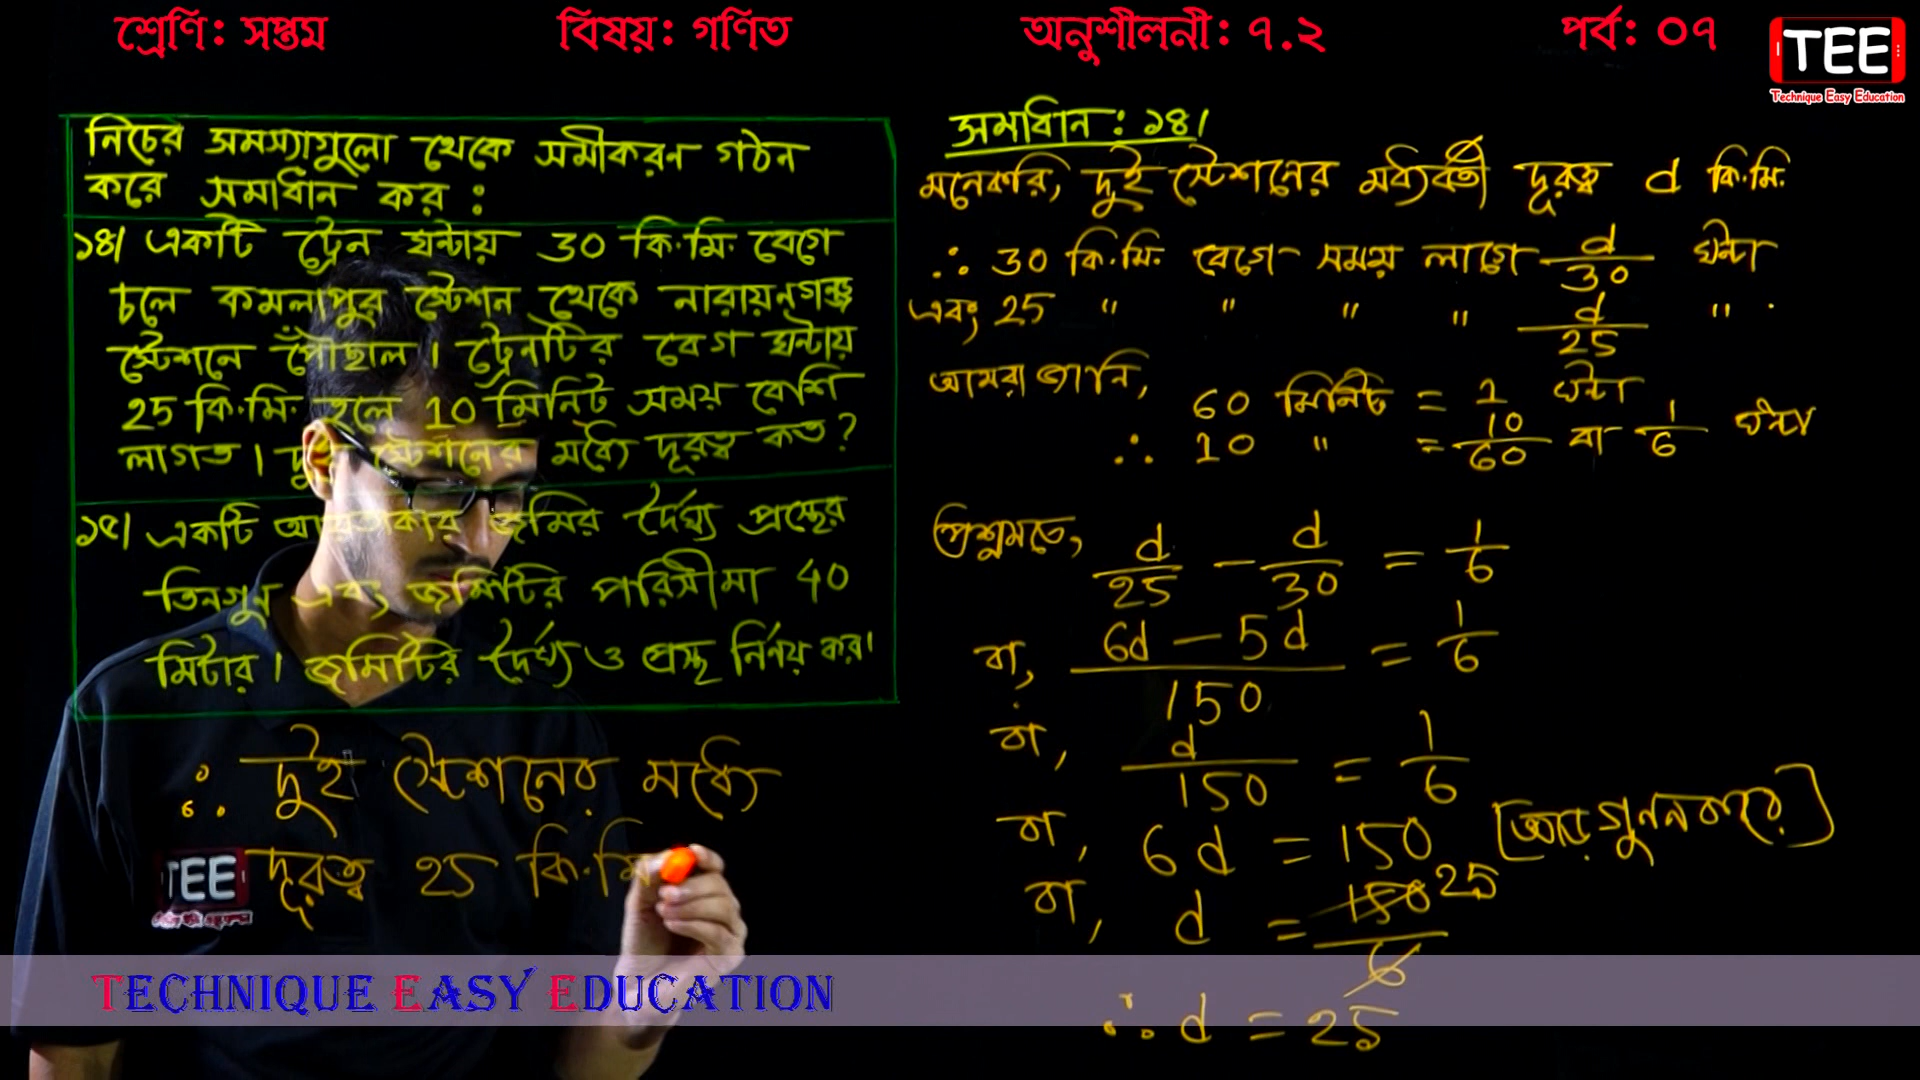 শ্রেণি: সপ্তম বিষয়: গণিত অনুশীলনী: ৭.২ পর্ব: ০৭
TEE
Technique Easy Education
নিচের সমস্যাগুলো থেকে সমীকরণ গঠন
করে সমাধান কর :
১৪। একটি ট্রেন ঘন্টায় 30 কি.মি. বেগে
চলে কমলাপুর স্টেশন থেকে নারায়নগঞ্জ
স্টেশনে পৌঁছাল। ট্রেনটির বেগ ঘন্টায়
25 কি.মি. হলে 10 মিনিট সময় বেশি
লাগত। দুই স্টেশনের মধ্যে দূরত্ব কত?
১৫। একটি আয়তাকার জমির দৈর্ঘ্য প্রস্থের
তিনগুন এবং জমিটির পরিসীমা 40
মিটার। জমিটির দৈর্ঘ্য ও প্রস্থ নির্ণয় কর।
∴ দুই স্টেশনের মধ্যে
দূরত্ব 25 কি.মি
TEE
সমাধান : ১৪।
মনেকরি, দুই স্টেশনের মধ্যবর্তী দূরত্ব d কি.মি.
∴ 30 কি.মি. বেগে সময় লাগে d/30 ঘন্টা
এবং 25 " " " " d/25 " .
আমরা জানি,
60 মিনিট = 1 ঘন্টা
∴ 10 " = 10/60 বা 1/6 ঘন্টা
প্রশ্নমতে, d/25 - d/30 = 1/6
বা, (6d - 5d)/150 = 1/6
বা, d/150 = 1/6
বা, 6d = 150 [আড় গুনন করে]
বা, d = 150/6 25
∴ d = 25
TECHNIQUE EASY EDUCATION